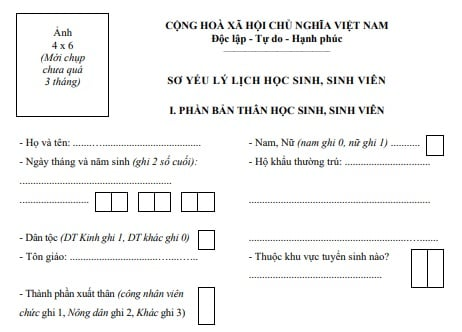 Ảnh
4 x 6
(Mới chụp
chưa quá
3 tháng)
CỘNG HOÀ XÃ HỘI CHỦ NGHĨA VIỆT NAM
Độc lập - Tự do - Hạnh phúc
SƠ YẾU LÝ LỊCH HỌC SINH, SINH VIÊN
I. PHẦN BẢN THÂN HỌC SINH, SINH VIÊN
- Họ và tên: ................................
- Nam, Nữ (nam ghi 0, nữ ghi 1) ..........
- Ngày tháng và năm sinh (ghi 2 số cuối):
- Hộ khẩu thường trú: ......................
- Dân tộc (DT Kinh ghi 1, DT khác ghi 0)
- Tôn giáo: ................................
- Thuộc khu vực tuyển sinh nào?
- Thành phần xuất thân (công nhân viên
chức ghi 1, Nông dân ghi 2, Khác ghi 3)